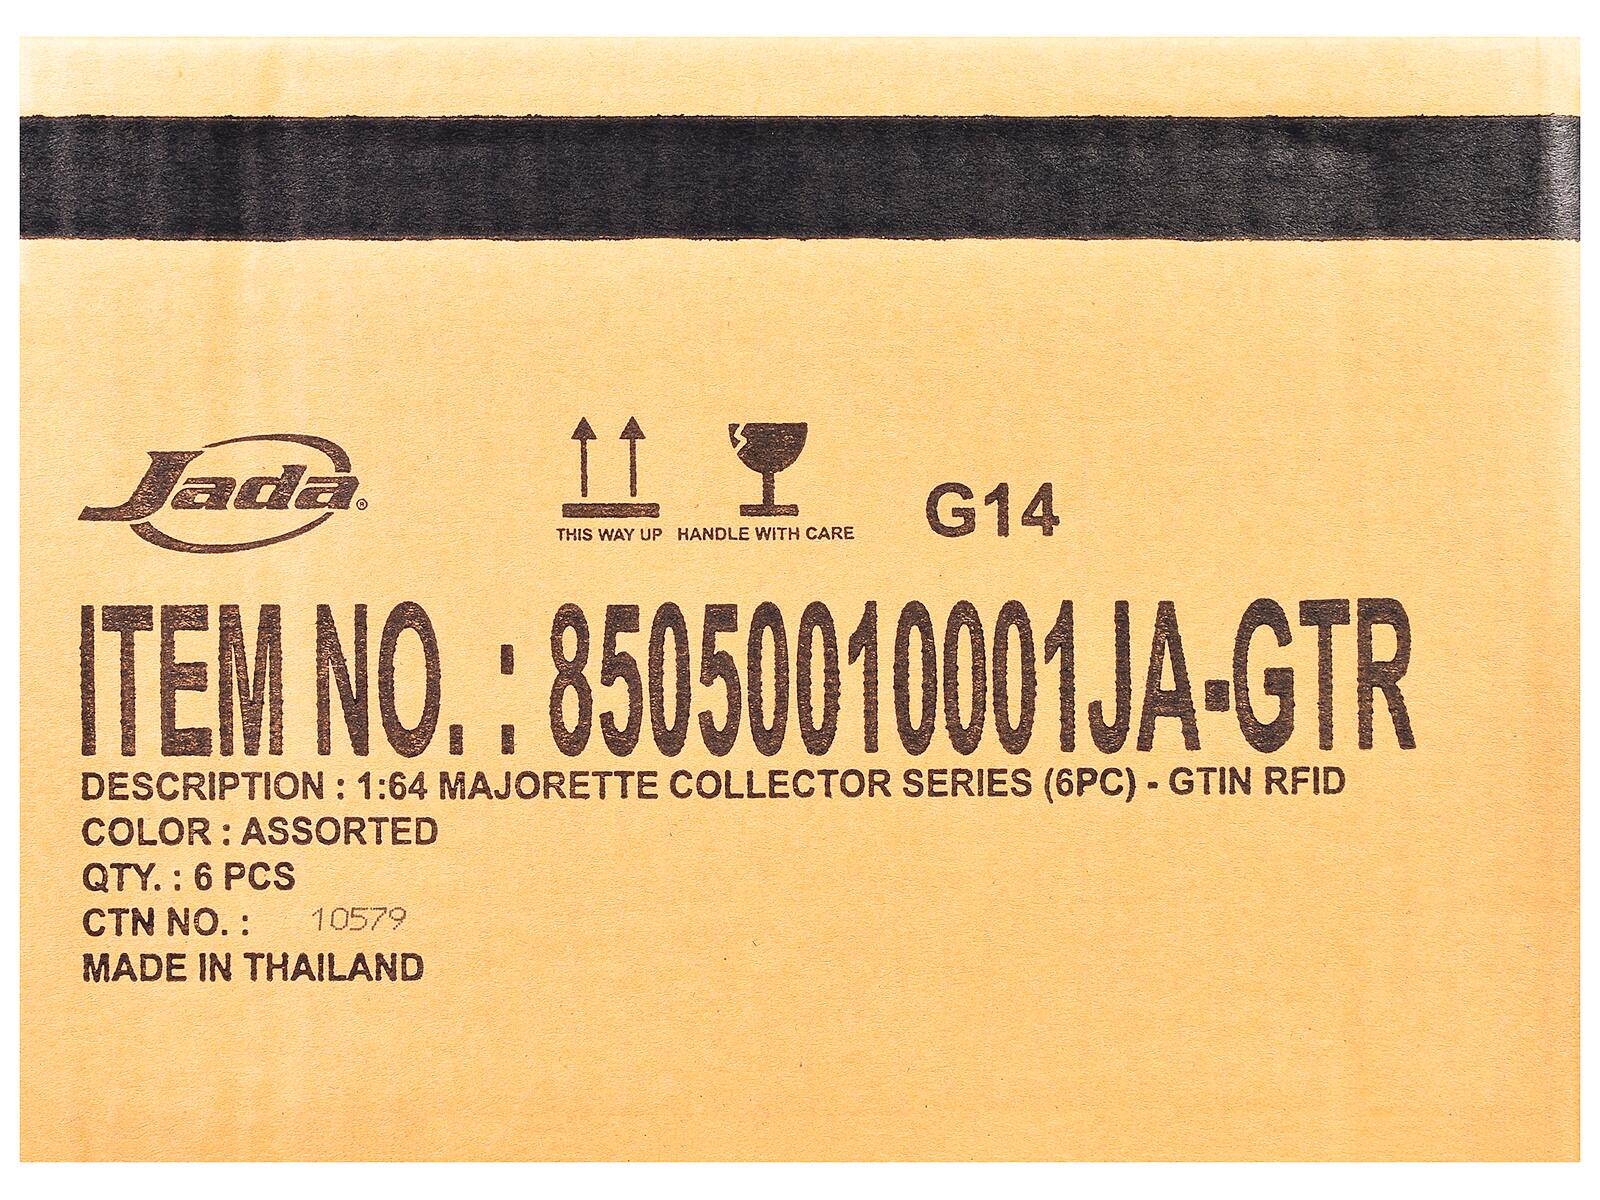 Jada®
THIS WAY UP HANDLE WITH CARE
G14
ITEM NO. : 85050010001JA-GTR
DESCRIPTION : 1:64 MAJORETTE COLLECTOR SERIES (6PC) - GTIN RFID
COLOR : ASSORTED
QTY. : 6 PCS
CTN NO. : 10579
MADE IN THAILAND